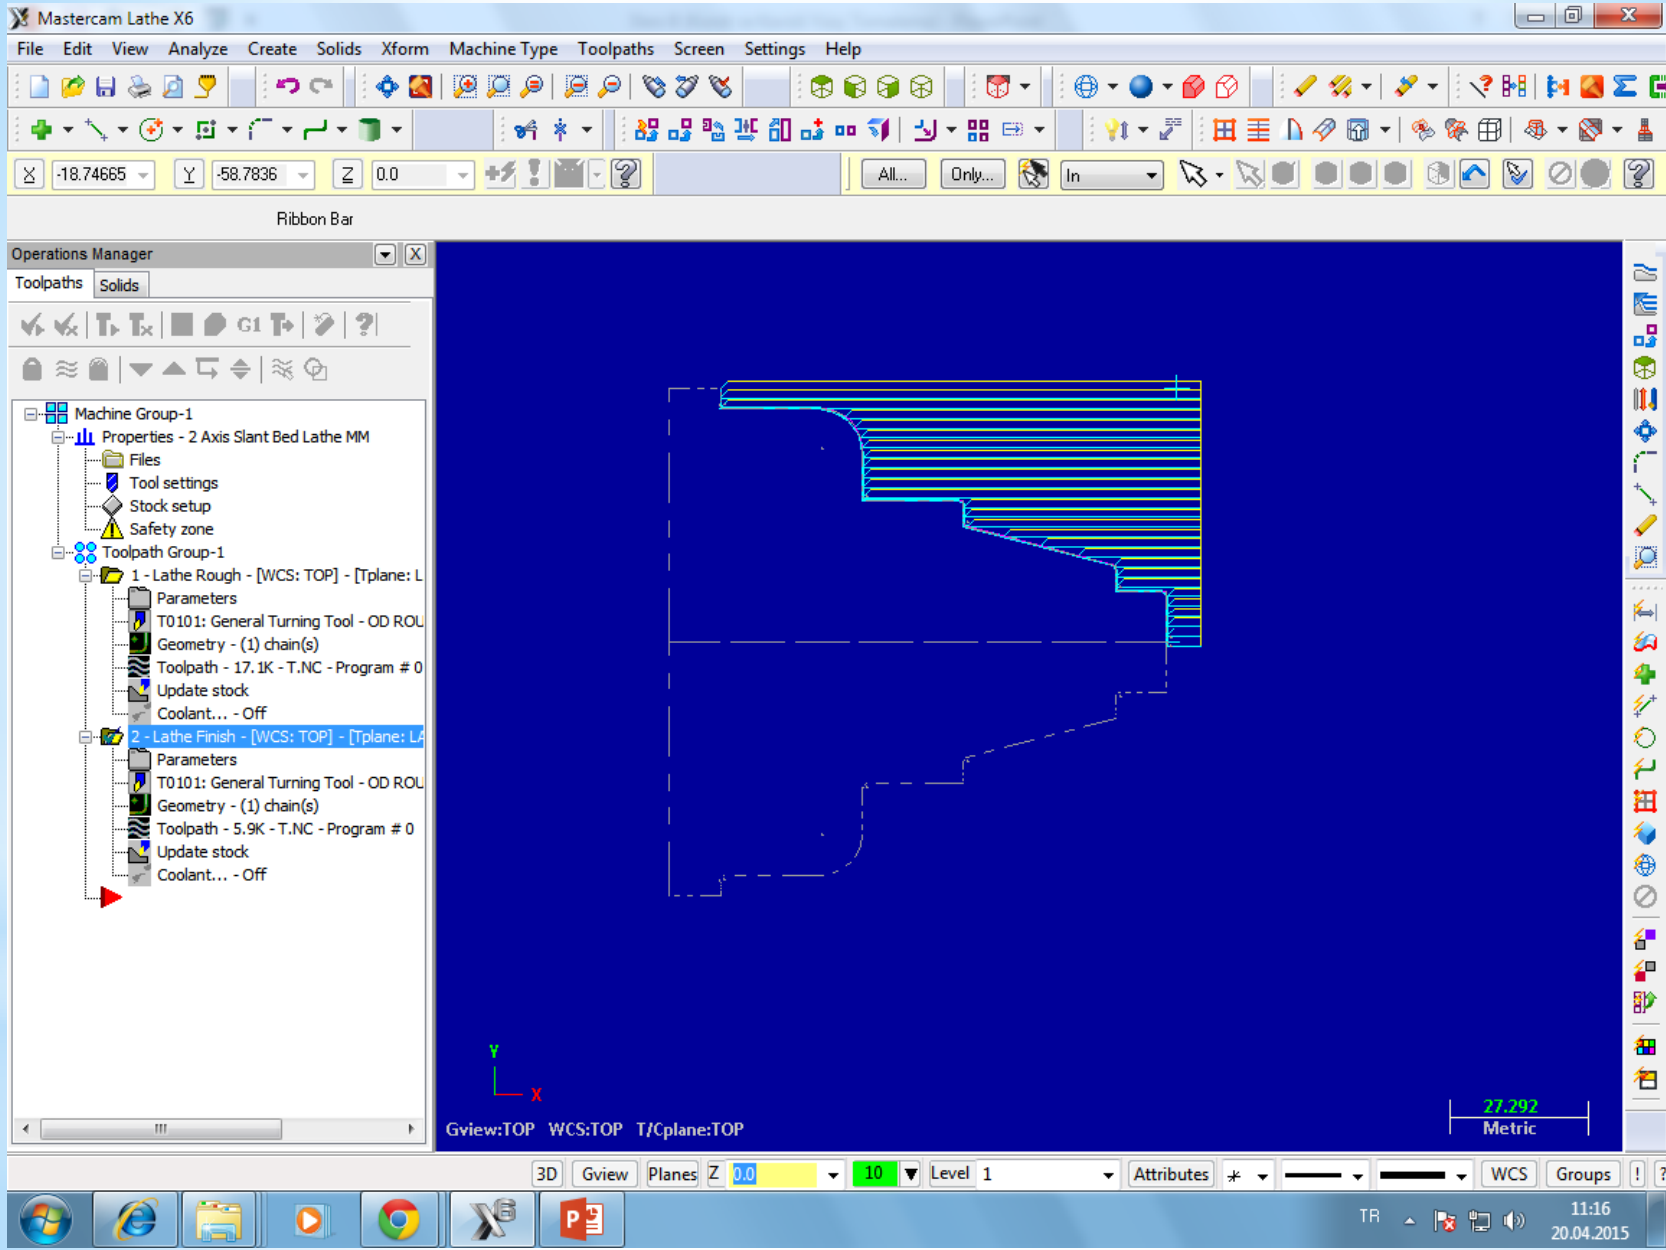 Mastercam Lathe X6
File Edit View Analyze Create Solids Xform Machine Type Toolpaths Screen Settings Help
X -18.74665 Y -58.7836 Z 0.0 All... Only... In
Ribbon Bar
Operations Manager
Toolpaths Solids
G1
Machine Group-1
Properties - 2 Axis Slant Bed Lathe MM
Files
Tool settings
Stock setup
Safety zone
Toolpath Group-1
1 - Lathe Rough - [WCS: TOP] - [Tplane: L
Parameters
T0101: General Turning Tool - OD ROU
Geometry - (1) chain(s)
Toolpath - 17.1K - T.NC - Program # 0
Update stock
Coolant... - Off
2 - Lathe Finish - [WCS: TOP] - [Tplane: LA
Parameters
T0101: General Turning Tool - OD ROU
Geometry - (1) chain(s)
Toolpath - 5.9K - T.NC - Program # 0
Update stock
Coolant... - Off
Y
X
Gview:TOP WCS:TOP T/Cplane:TOP
27.292
Metric
3D Gview Planes Z 0.0 10 Level 1 Attributes WCS Groups ! ?
TR 11:16
20.04.2015